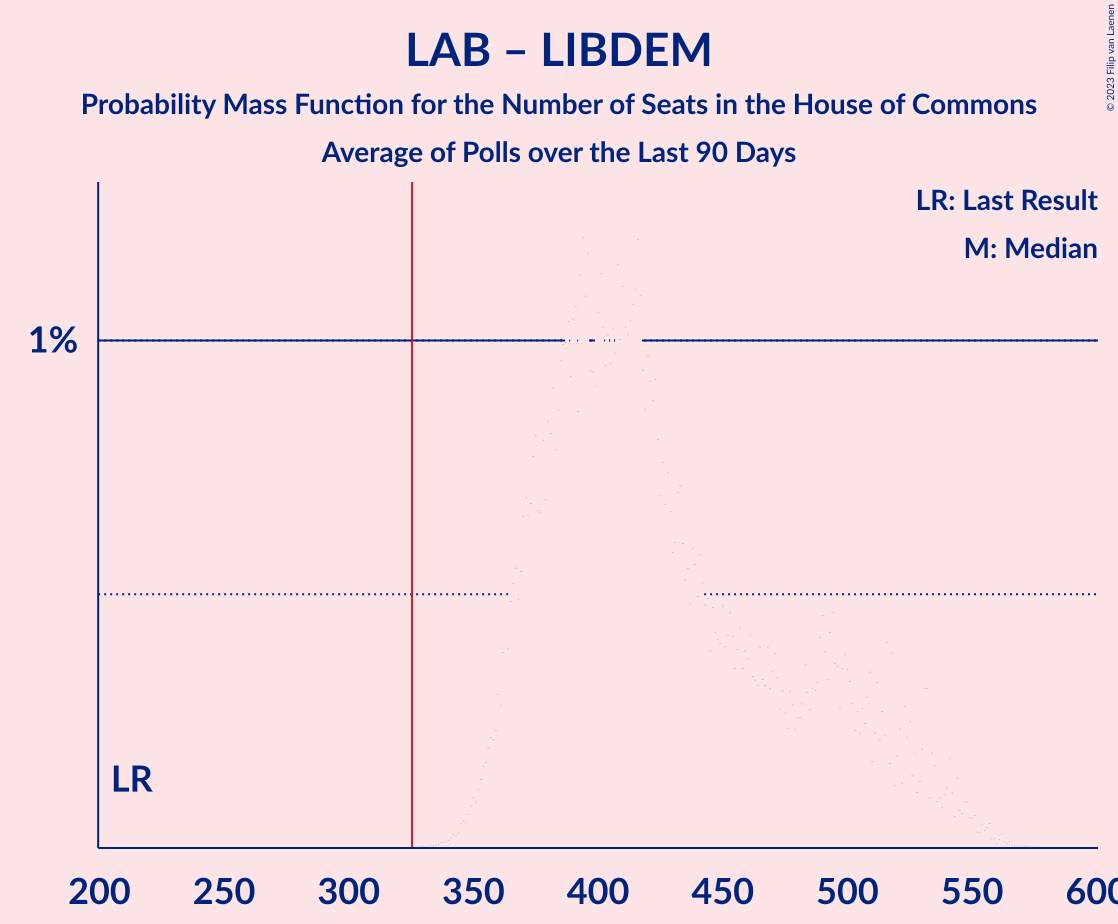 LAB – LIBDEM
Probability Mass Function for the Number of Seats in the House of Commons
Average of Polls over the Last 90 Days
© 2023 Filip van Laenen
LR: Last Result
M: Median
1%
LR
200 250 300 350 400 450 500 550 600